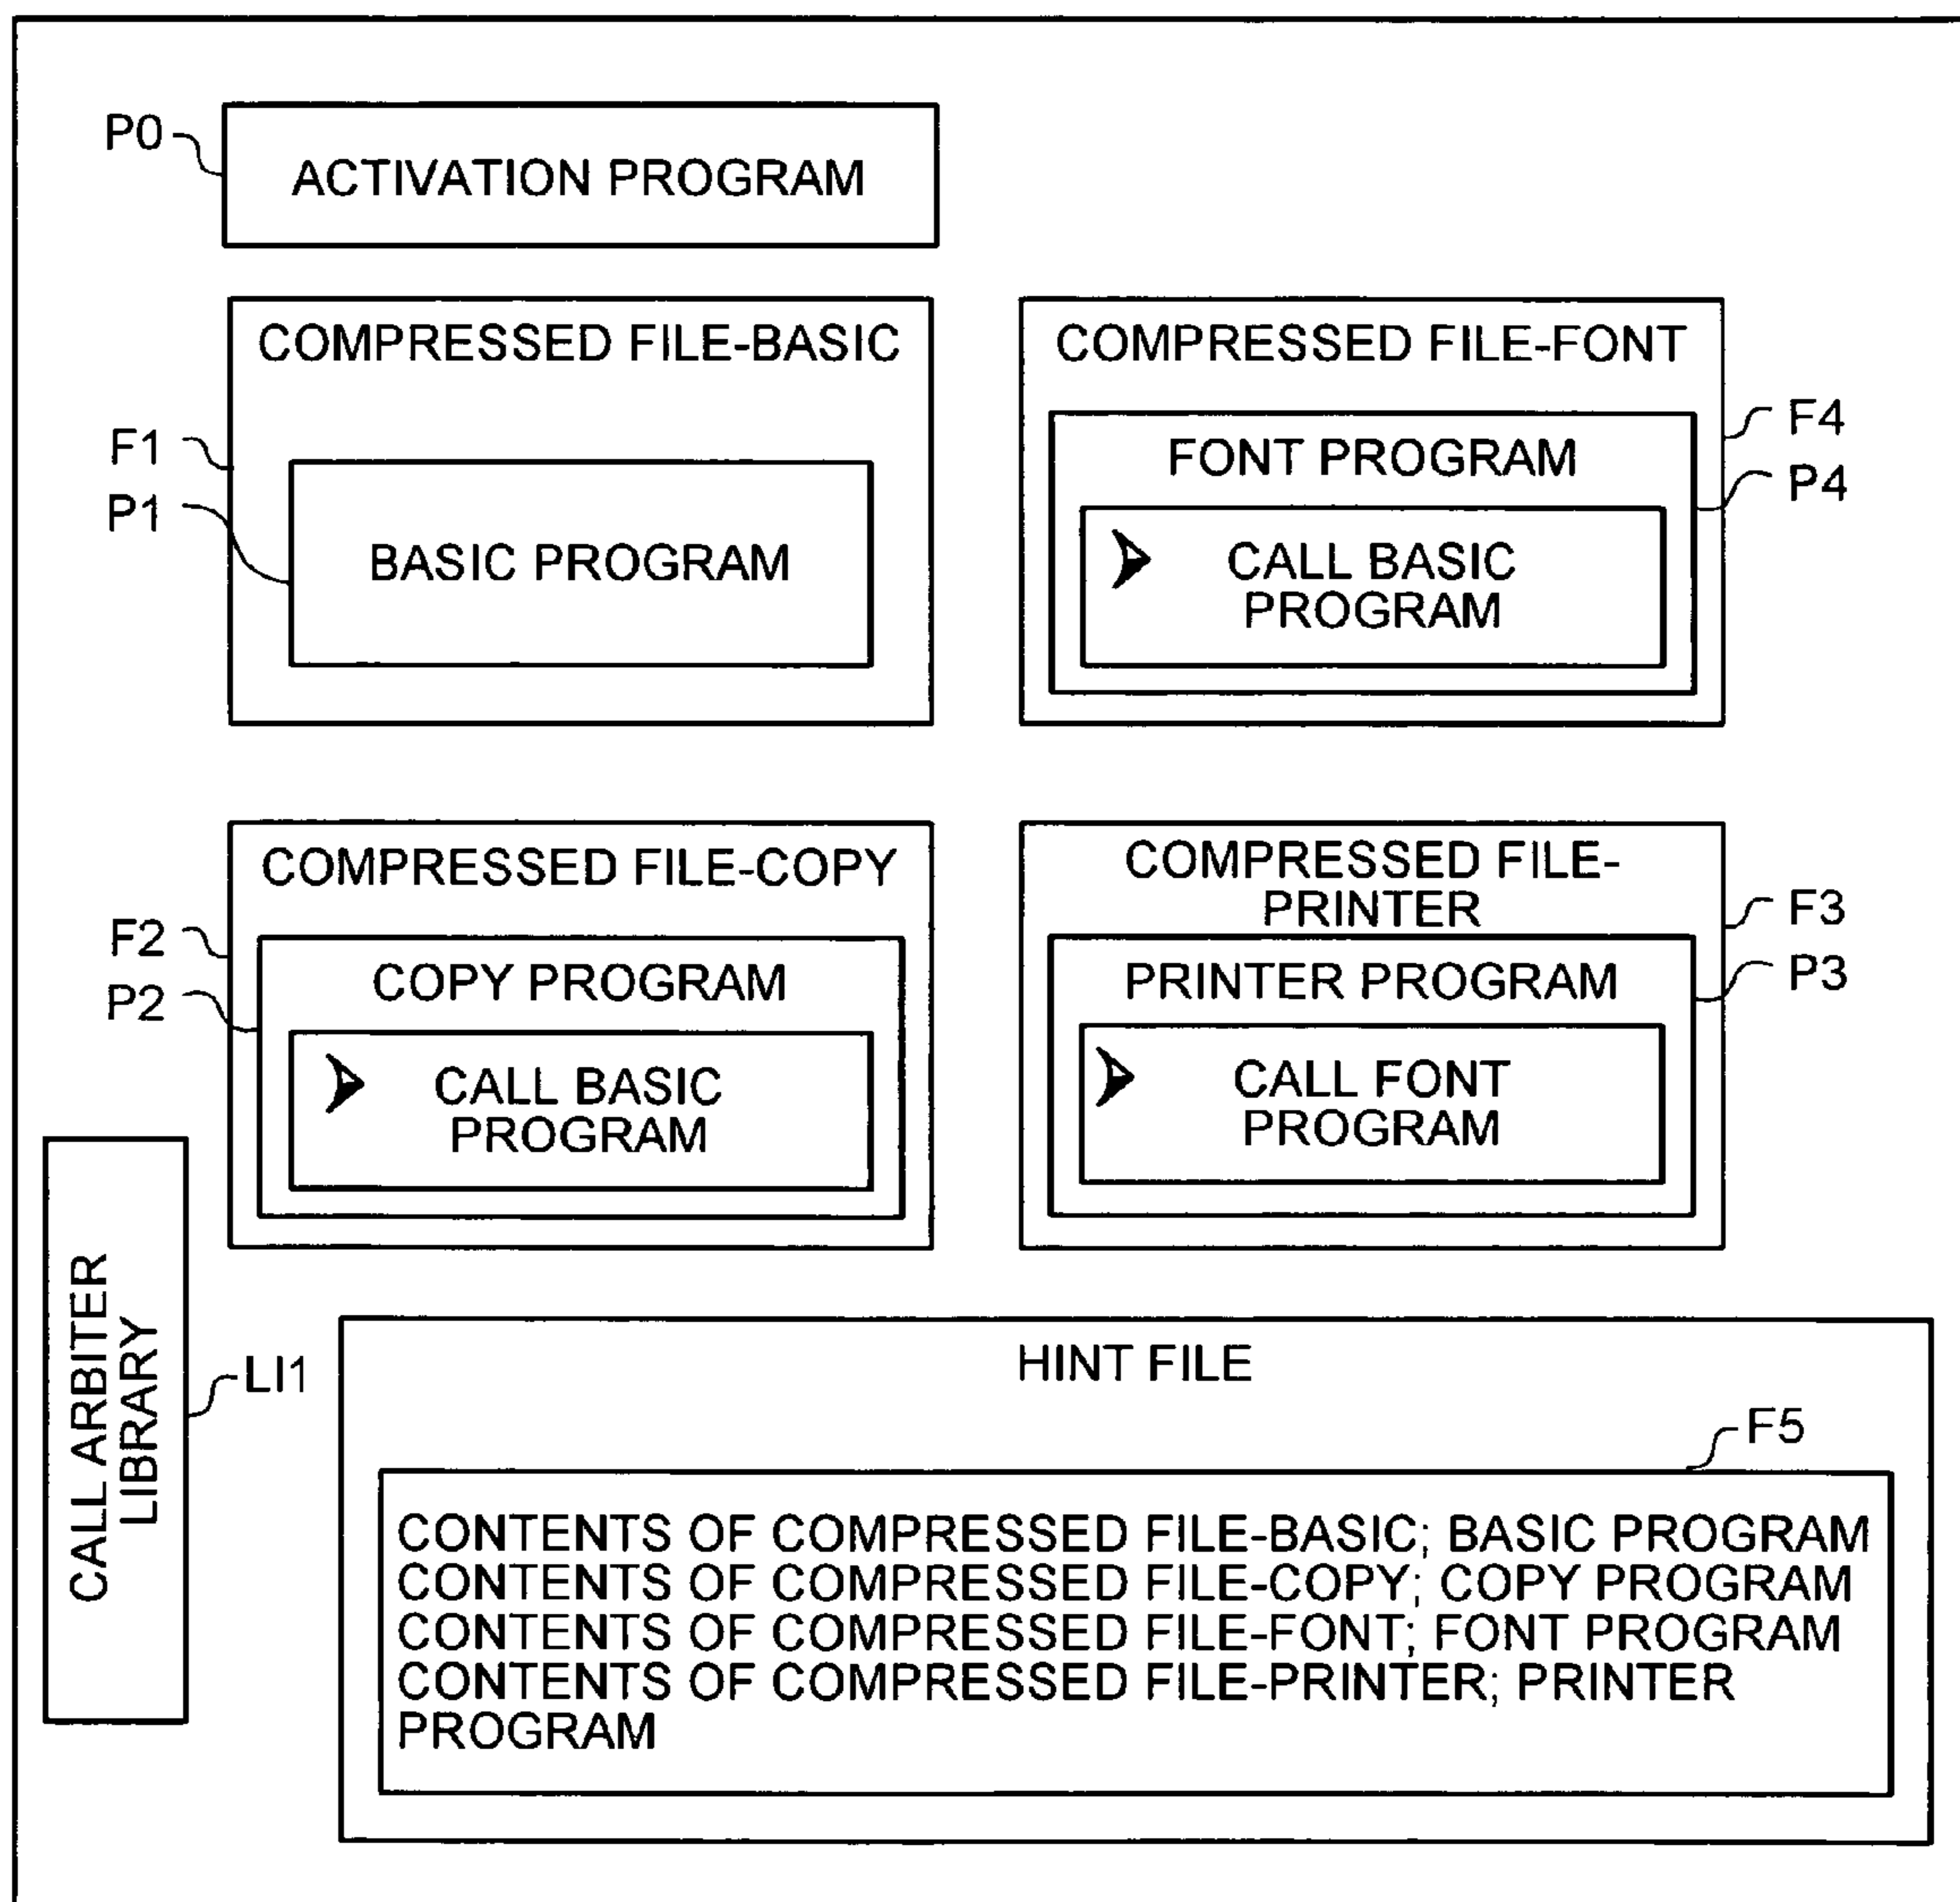 P0
ACTIVATION PROGRAM
COMPRESSED FILE-BASIC
F1
P1
BASIC PROGRAM
COMPRESSED FILE-FONT
F4
FONT PROGRAM
P4
CALL BASIC
PROGRAM
COMPRESSED FILE-COPY
F2
COPY PROGRAM
P2
CALL BASIC
PROGRAM
COMPRESSED FILE-
PRINTER
F3
PRINTER PROGRAM
P3
CALL FONT
PROGRAM
CALL ARBITER
LIBRARY
LI1
HINT FILE
F5
CONTENTS OF COMPRESSED FILE-BASIC; BASIC PROGRAM
CONTENTS OF COMPRESSED FILE-COPY; COPY PROGRAM
CONTENTS OF COMPRESSED FILE-FONT; FONT PROGRAM
CONTENTS OF COMPRESSED FILE-PRINTER; PRINTER
PROGRAM